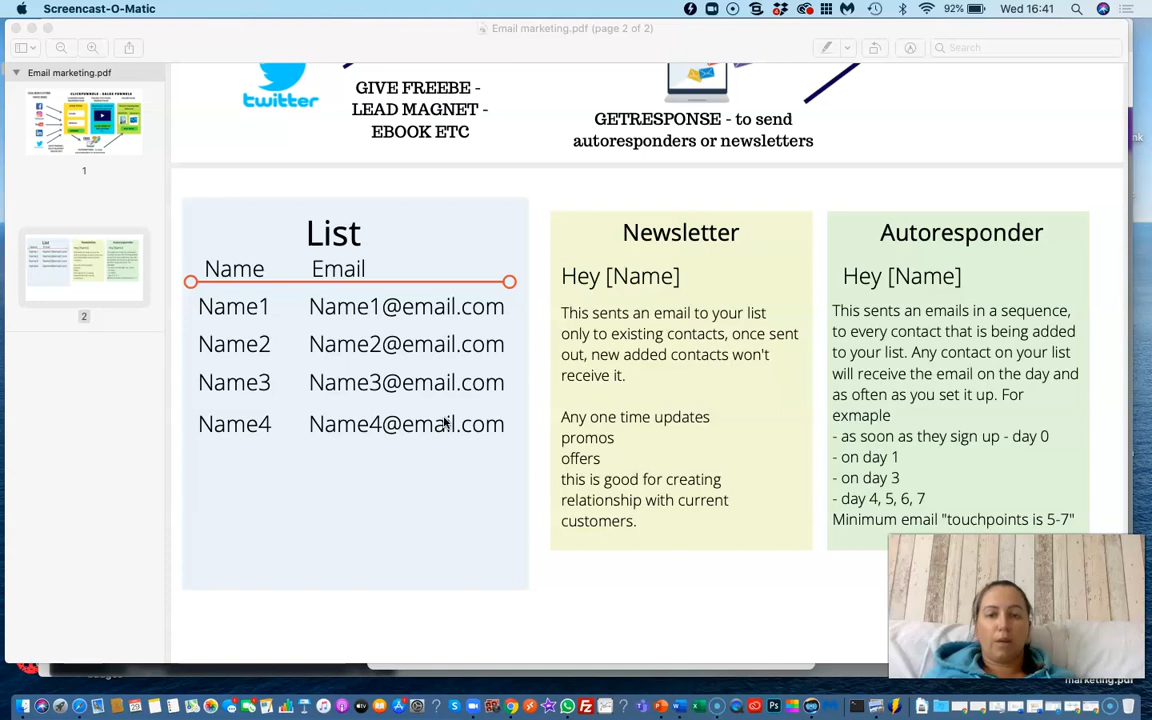 Screencast-O-Matic
92%
Wed 16:41
Email marketing.pdf (page 2 of 2)
Search
Email marketing.pdf
1
2
twitter
GIVE FREEBE -
LEAD MAGNET -
EBOOK ETC
GETRESPONSE - to send
autoresponders or newsletters
List
Name Email
Name1 Name1@email.com
Name2 Name2@email.com
Name3 Name3@email.com
Name4 Name4@email.com
Newsletter
Hey [Name]
This sents an email to your list
only to existing contacts, once sent
out, new added contacts won't
receive it.
Any one time updates
promos
offers
this is good for creating
relationship with current
customers.
Autoresponder
Hey [Name]
This sents an emails in a sequence,
to every contact that is being added
to your list. Any contact on your list
will receive the email on the day and
as often as you set it up. For
exmaple
- as soon as they sign up - day 0
- on day 1
- on day 3
- day 4, 5, 6, 7
Minimum email "touchpoints is 5-7"
marketing.pdf